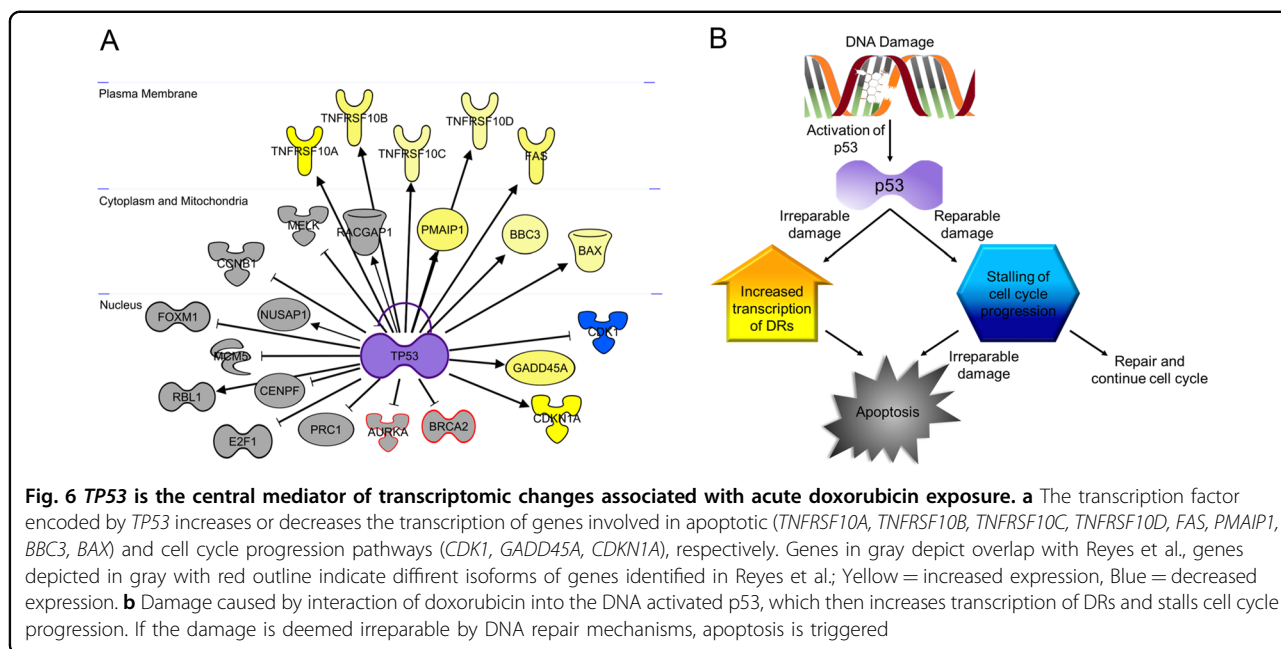 A
Plasma Membrane
TNFRSF10A
TNFRSF10B
TNFRSF10C
TNFRSF10D
FAS
Cytoplasm and Mitochondria
CCNB1
MELK
RACGAP1
PMAIP1
BBC3
BAX
Nucleus
FOXM1
NUSAP1
MCM5
RBL1
CENPF
E2F1
PRC1
AURKA
BRCA2
TP53
CDK1
GADD45A
CDKN1A
B
DNA Damage
Activation of
p53
p53
Irreparable
damage
Reparable
damage
Increased
transcription
of DRs
Stalling of
cell cycle
progression
Irreparable
damage
Repair and
continue cell cycle
Apoptosis
Fig. 6 TP53 is the central mediator of transcriptomic changes associated with acute doxorubicin exposure. a The transcription factor
encoded by TP53 increases or decreases the transcription of genes involved in apoptotic (TNFRSF10A, TNFRSF10B, TNFRSF10C, TNFRSF10D, FAS, PMAIP1,
BBC3, BAX) and cell cycle progression pathways (CDK1, GADD45A, CDKN1A), respectively. Genes in gray depict overlap with Reyes et al., genes
depicted in gray with red outline indicate diffirent isoforms of genes identified in Reyes et al.; Yellow = increased expression, Blue = decreased
expression. b Damage caused by interaction of doxorubicin into the DNA activated p53, which then increases transcription of DRs and stalls cell cycle
progression. If the damage is deemed irreparable by DNA repair mechanisms, apoptosis is triggered